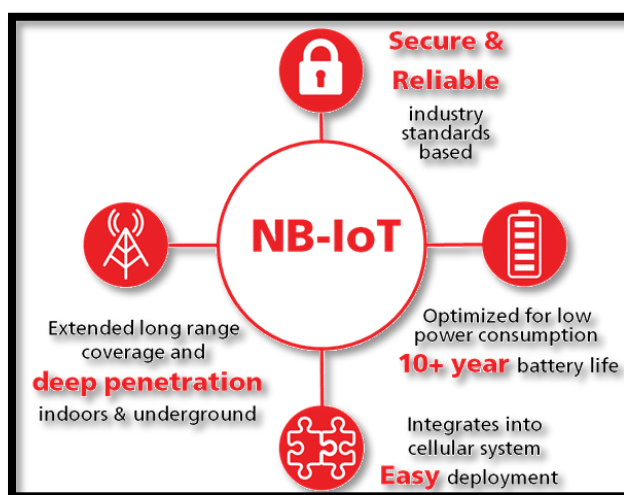 Secure &
Reliable
industry
standards
based
NB-IoT
Extended long range
coverage and
deep penetration
indoors & underground
Optimized for low
power consumption
10+ year battery life
Integrates into
cellular system
Easy deployment